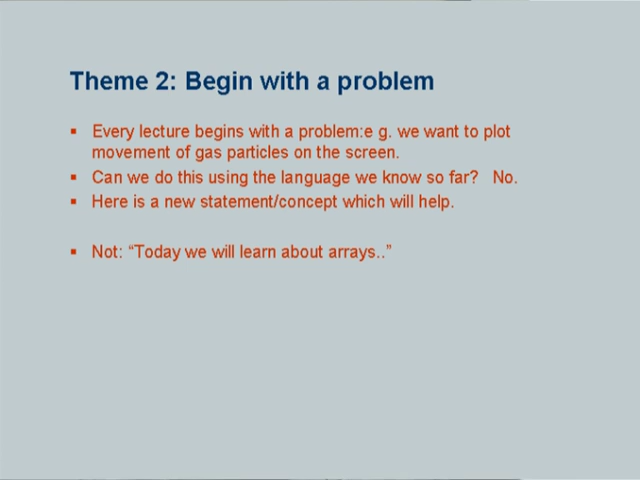 Theme 2: Begin with a problem
▪ Every lecture begins with a problem:e g. we want to plot
movement of gas particles on the screen.
▪ Can we do this using the language we know so far? No.
▪ Here is a new statement/concept which will help.
▪ Not: “Today we will learn about arrays..”